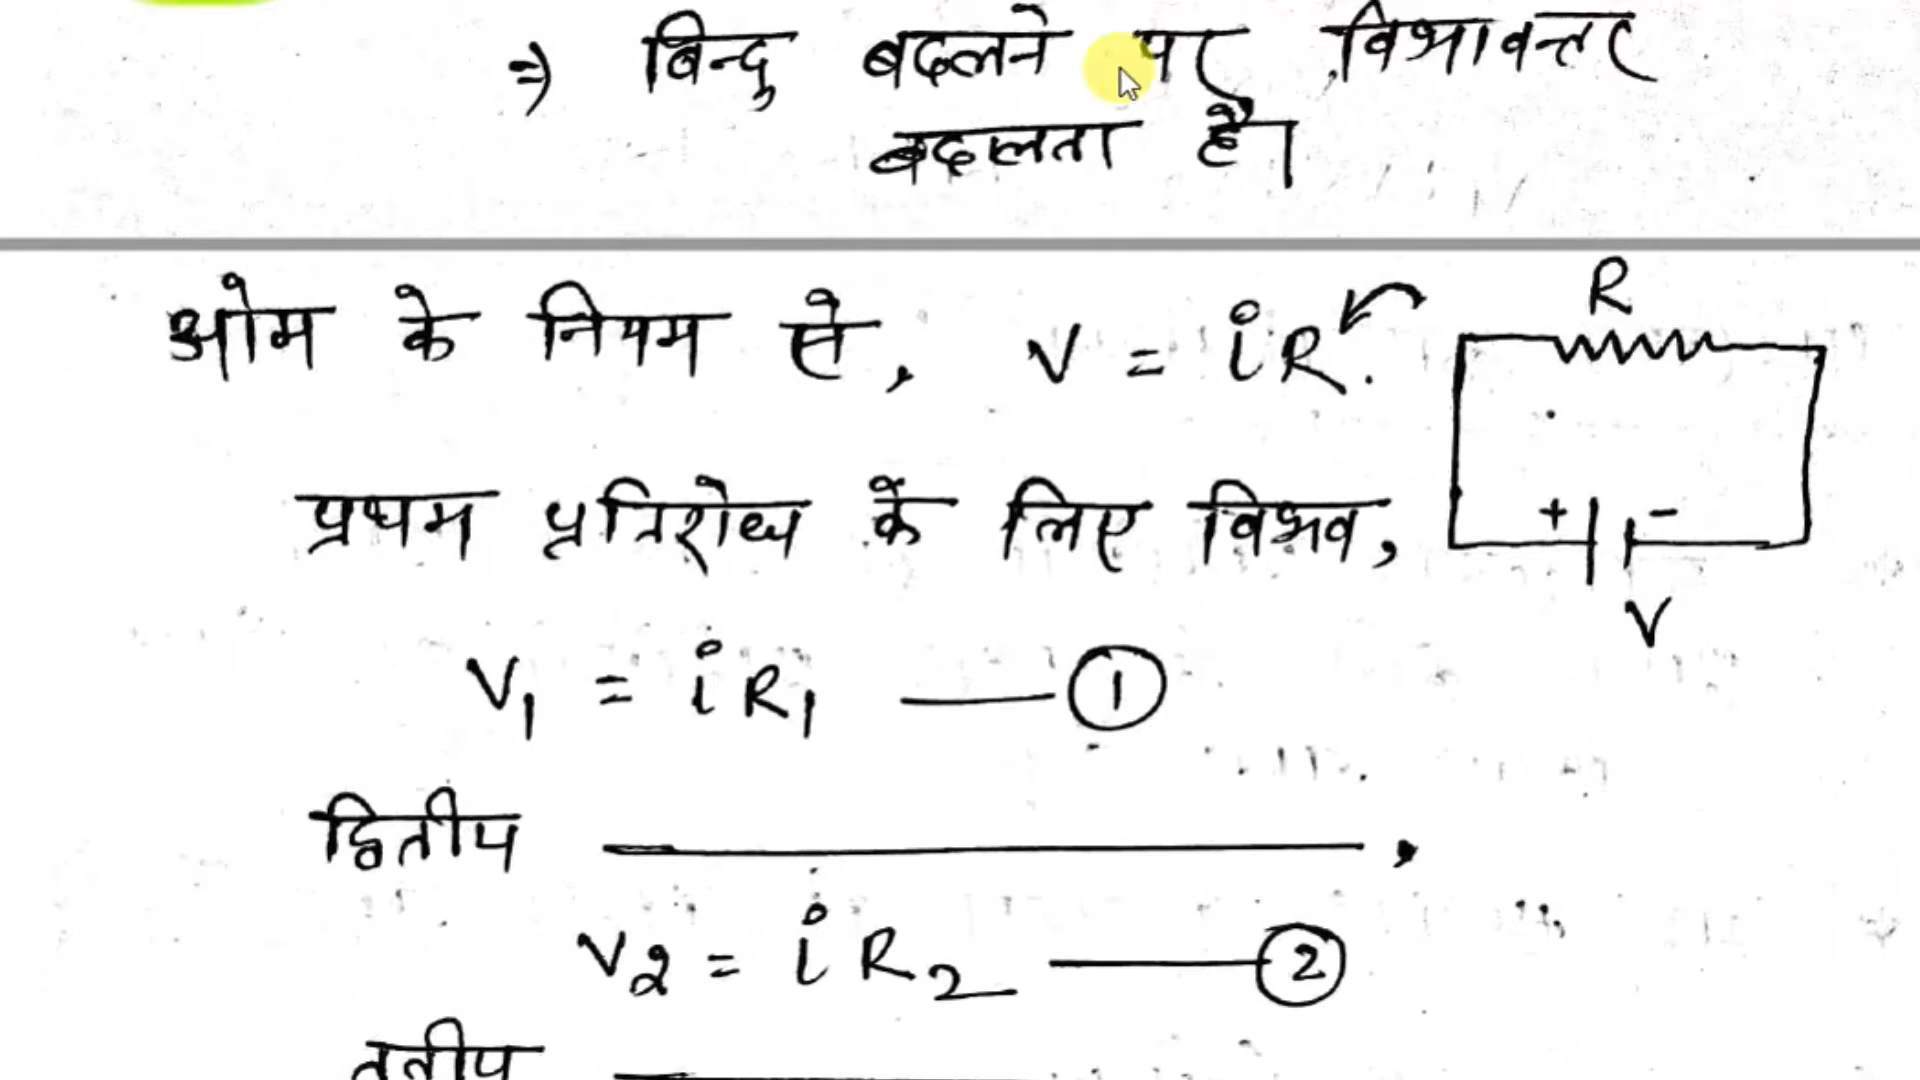 ⇒ बिन्दु बदलने पर विभवान्तर
बदलता है।
ओम के नियम से, V = iR.
R
प्रथम प्रतिरोध के लिए विभव,
+ -
V
V₁ = iR₁ —— ①
द्वितीय ————————,
V₂ = iR₂ —— ②
तृतीय ————